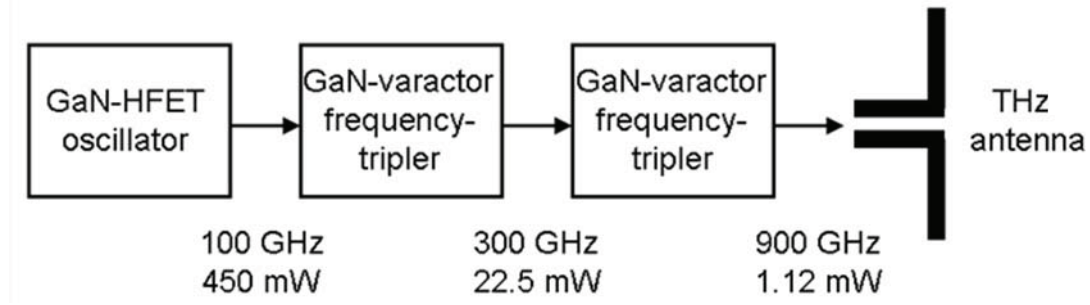 GaN-HFET
oscillator
GaN-varactor
frequency-
tripler
GaN-varactor
frequency-
tripler
THz
antenna
100 GHz
450 mW
300 GHz
22.5 mW
900 GHz
1.12 mW